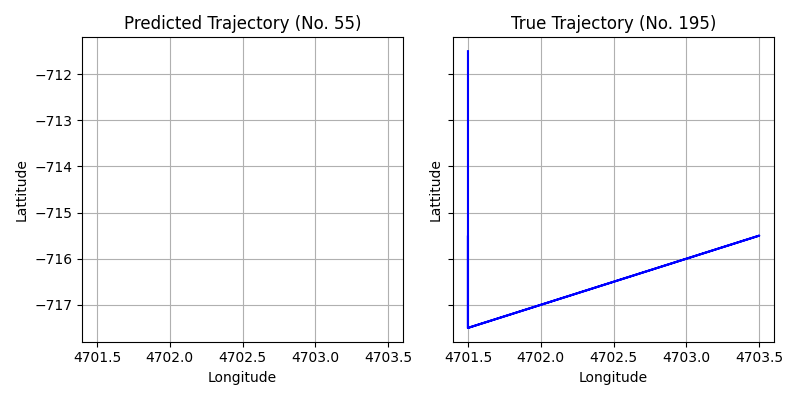 Predicted Trajectory (No. 55)
True Trajectory (No. 195)
−712
−713
−714
−715
−716
−717
Lattitude
Lattitude
4701.5 4702.0 4702.5 4703.0 4703.5
4701.5 4702.0 4702.5 4703.0 4703.5
Longitude
Longitude